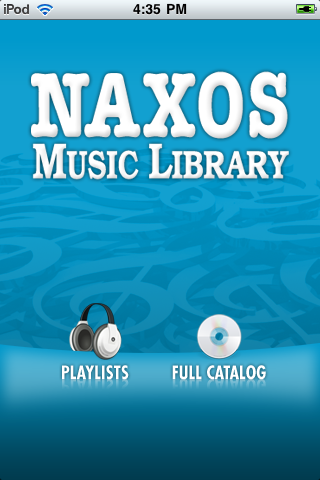 iPod 4:35 PM
NAXOS
MUSIC LIBRARY
PLAYLISTS FULL CATALOG